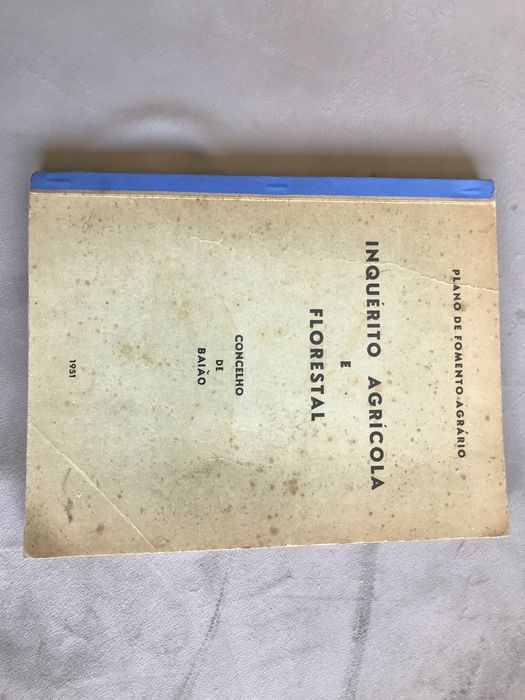 PLANO DE FOMENTO AGRÁRIO
INQUÉRITO AGRÍCOLA
E
FLORESTAL
CONCELHO
DE
BAIÃO
1951